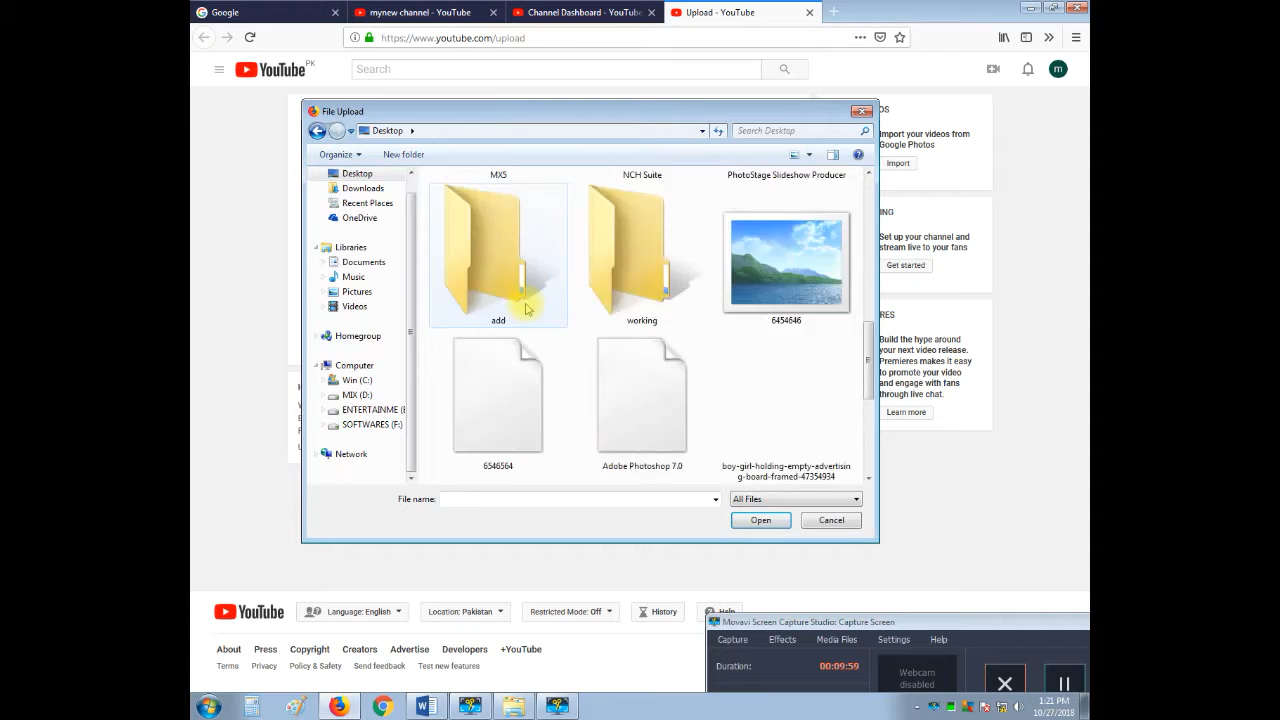 Google
mynew channel - YouTube
Channel Dashboard - YouTube
Upload - YouTube
https://www.youtube.com/upload
YouTube PK
Search
m
File Upload
Desktop
Search Desktop
Organize
New folder
Desktop
Downloads
Recent Places
OneDrive
Libraries
Documents
Music
Pictures
Videos
Homegroup
Computer
Win (C:)
MIX (D:)
ENTERTAINME (E
SOFTWARES (F:)
Network
MX5
NCH Suite
PhotoStage Slideshow Producer
add
working
6454646
6546564
Adobe Photoshop 7.0
boy-girl-holding-empty-advertisin
g-board-framed-47354934
File name:
All Files
Open
Cancel
OS
Import your videos from
Google Photos
Import
ING
Set up your channel and
stream live to your fans
Get started
RES
Build the hype around
your next video release.
Premieres makes it easy
to promote your video
and engage with fans
through live chat.
Learn more
YouTube
Language: English
Location: Pakistan
Restricted Mode: Off
History
Help
About Press Copyright Creators Advertise Developers +YouTube
Terms Privacy Policy & Safety Send feedback Test new features
Movavi Screen Capture Studio: Capture Screen
Capture Effects Media Files Settings Help
Duration: 00:09:59
Webcam
disabled
1:21 PM
10/27/2018